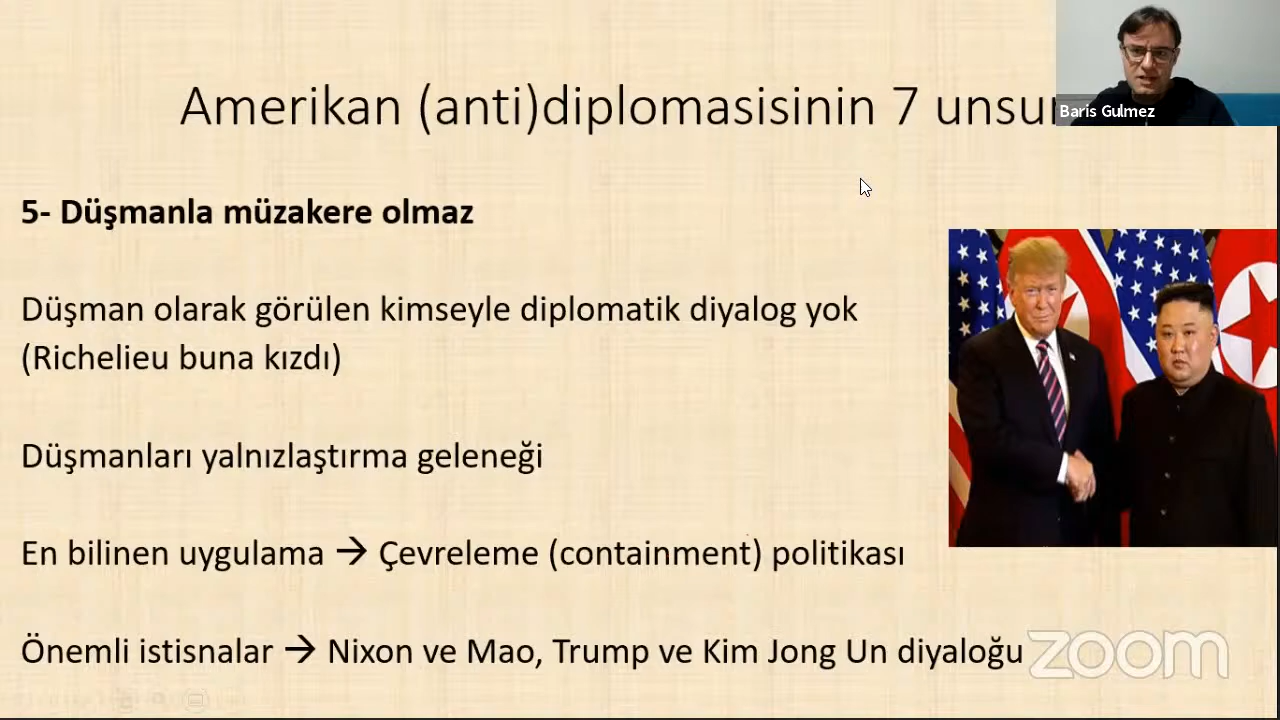 Amerikan (anti)diplomasisinin 7 unsur
Baris Gulmez
5- Düşmanla müzakere olmaz
Düşman olarak görülen kimseyle diplomatik diyalog yok
(Richelieu buna kızdı)
Düşmanları yalnızlaştırma geleneği
En bilinen uygulama → Çevreleme (containment) politikası
Önemli istisnalar → Nixon ve Mao, Trump ve Kim Jong Un diyaloğu
zoom